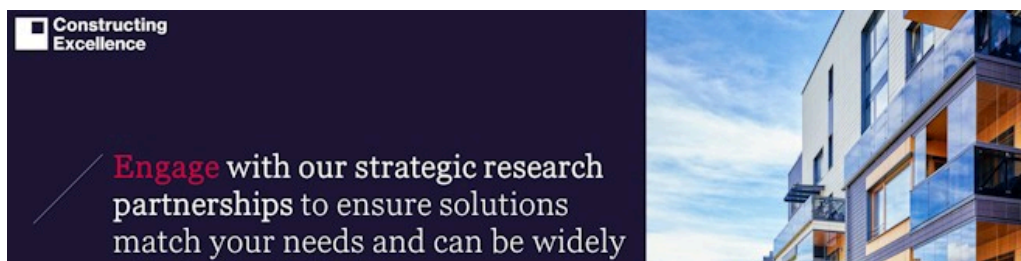 Constructing
Excellence
Engage with our strategic research
partnerships to ensure solutions
match your needs and can be widely